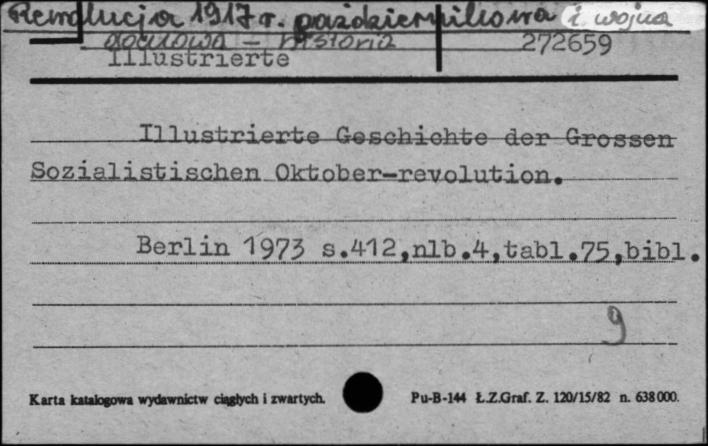 Rewolucja 1917 r. październikowa i wojna
domowa - historia 272659
Illustrierte
Illustrierte Geschichte der Grossen
Sozialistischen Oktober-revolution.
Berlin 1973 s.412,nlb.4,tabl.75,bibl.
9
Karta katalogowa wydawnictw ciągłych i zwartych. Pu-B-144 Ł.Z.Graf. Z. 120/15/82 n. 638000.